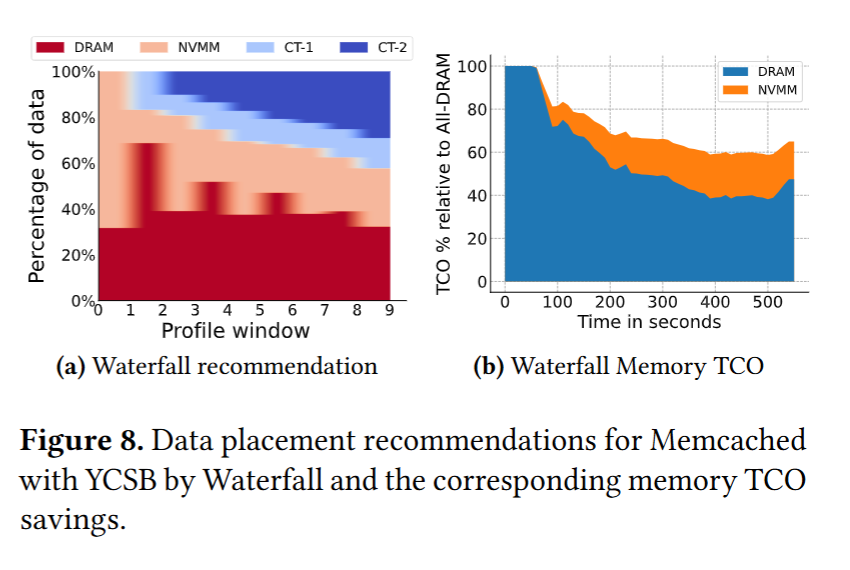 DRAM NVMM CT-1 CT-2
100%
80%
60%
40%
20%
0%
Percentage of data
0 1 2 3 4 5 6 7 8 9
Profile window
(a) Waterfall recommendation
DRAM
NVMM
100
80
60
40
20
0
TCO % relative to All-DRAM
0 100 200 300 400 500
Time in seconds
(b) Waterfall Memory TCO
Figure 8. Data placement recommendations for Memcached
with YCSB by Waterfall and the corresponding memory TCO
savings.